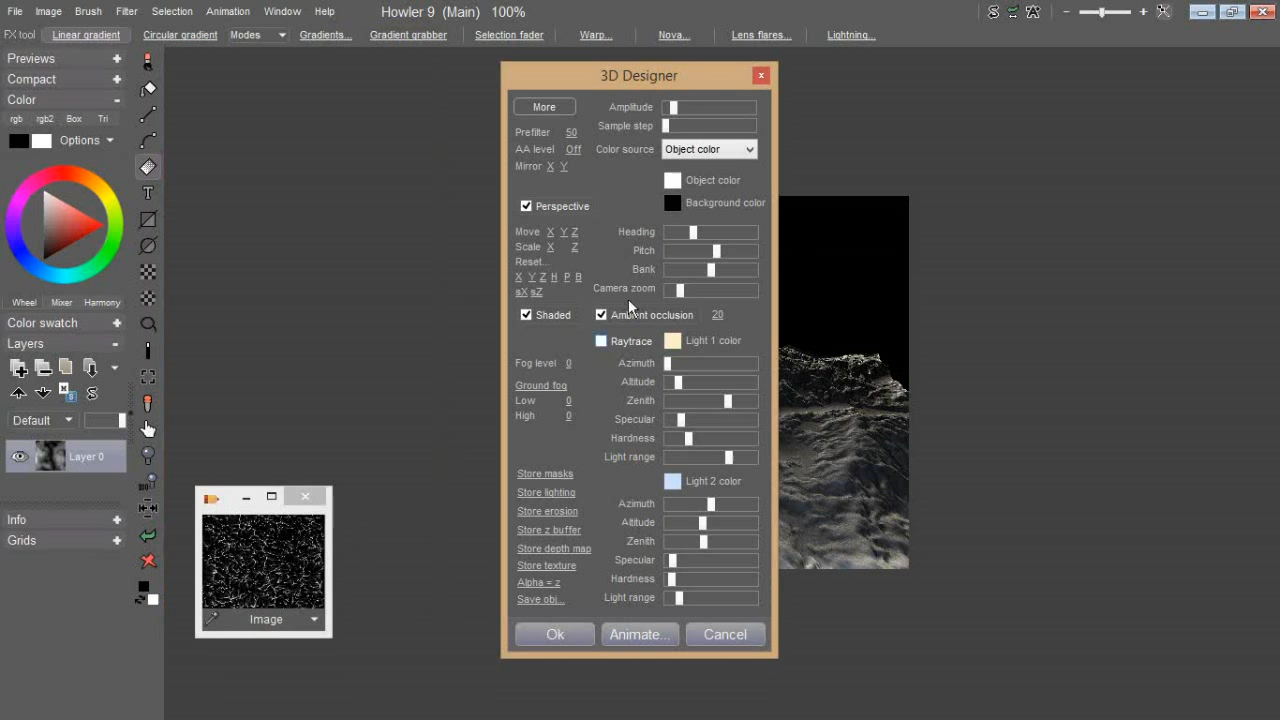 File Image Brush Filter Selection Animation Window Help Howler 9 (Main) 100%
FX tool Linear gradient Circular gradient Modes Gradients... Gradient grabber Selection fader Warp... Nova... Lens flares... Lightning...
Previews
Compact
Color
rgb rgb2 Box Tri
Options
Wheel Mixer Harmony
Color swatch
Layers
Default
Layer 0
Info
Grids
Image
3D Designer
More Amplitude
Sample step
Prefilter 50
AA level Off Color source Object color
Mirror X Y
Object color
Background color
Perspective
Move X Y Z Heading
Scale X Z Pitch
Reset... Bank
X Y Z H P B
sX sZ Camera zoom
Shaded Ambient occlusion 20
Raytrace Light 1 color
Fog level 0 Azimuth
Ground fog Altitude
Low 0 Zenith
High 0 Specular
Hardness
Light range
Store masks Light 2 color
Store lighting Azimuth
Store erosion Altitude
Store z buffer Zenith
Store depth map Specular
Store texture Hardness
Alpha = z Light range
Save obj...
Ok Animate... Cancel